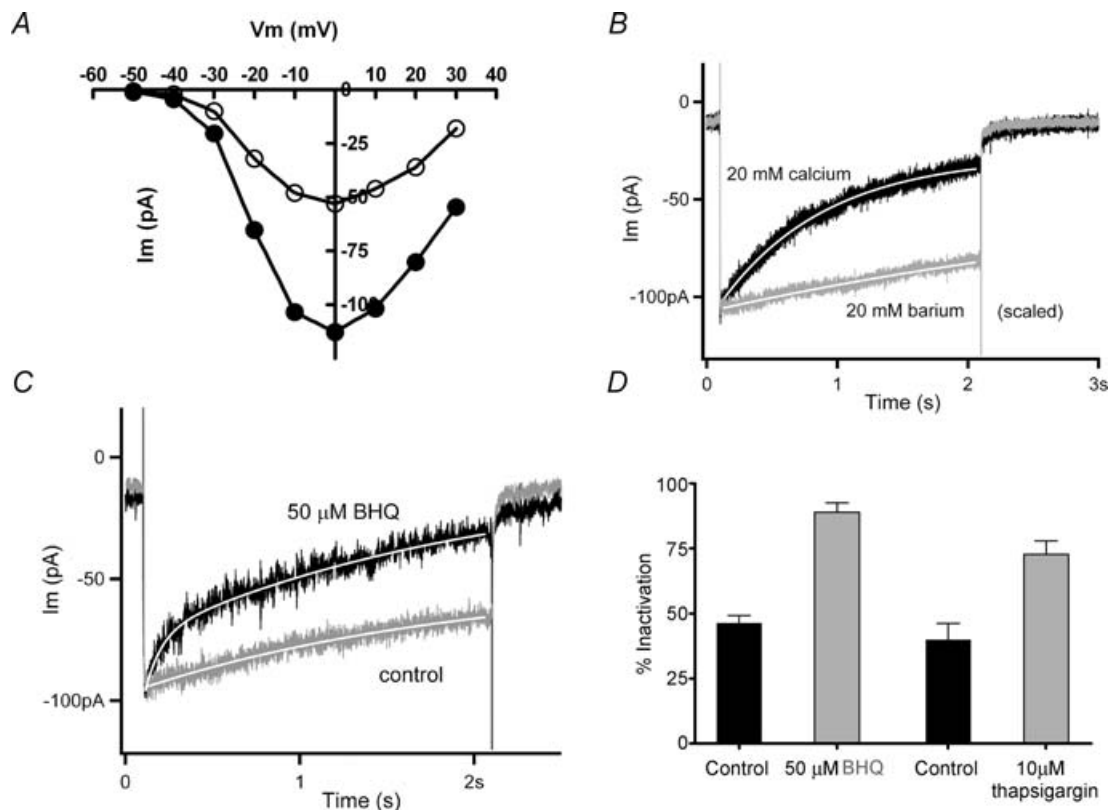 A
Vm (mV)
-60 -50 -40 -30 -20 -10 0 10 20 30 40
-25
-50
-75
-100
Im (pA)
B
0
-50
-100pA
Im (pA)
20 mM calcium
20 mM barium
(scaled)
0 1 2 3s
Time (s)
C
0
-50
-100pA
Im (pA)
50 µM BHQ
control
0 1 2s
Time (s)
D
100
75
50
25
0
% Inactivation
Control 50 µM BHQ Control 10µM
thapsigargin